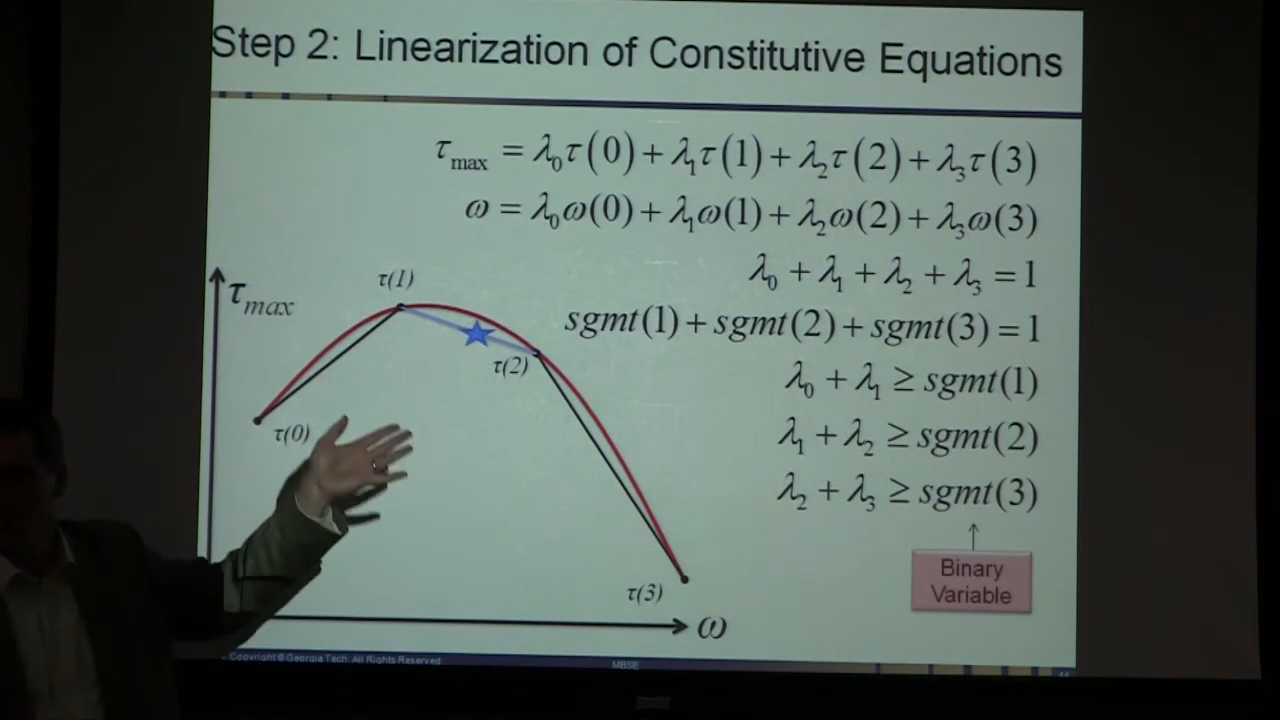 Step 2: Linearization of Constitutive Equations
τmax = λ0τ(0) + λ1τ(1) + λ2τ(2) + λ3τ(3)
ω = λ0ω(0) + λ1ω(1) + λ2ω(2) + λ3ω(3)
λ0 + λ1 + λ2 + λ3 = 1
sgmt(1) + sgmt(2) + sgmt(3) = 1
λ0 + λ1 ≥ sgmt(1)
λ1 + λ2 ≥ sgmt(2)
λ2 + λ3 ≥ sgmt(3)
Binary
Variable
τmax
τ(1)
τ(2)
τ(0)
τ(3)
ω
Copyright © Georgia Tech. All Rights Reserved.
MBSE